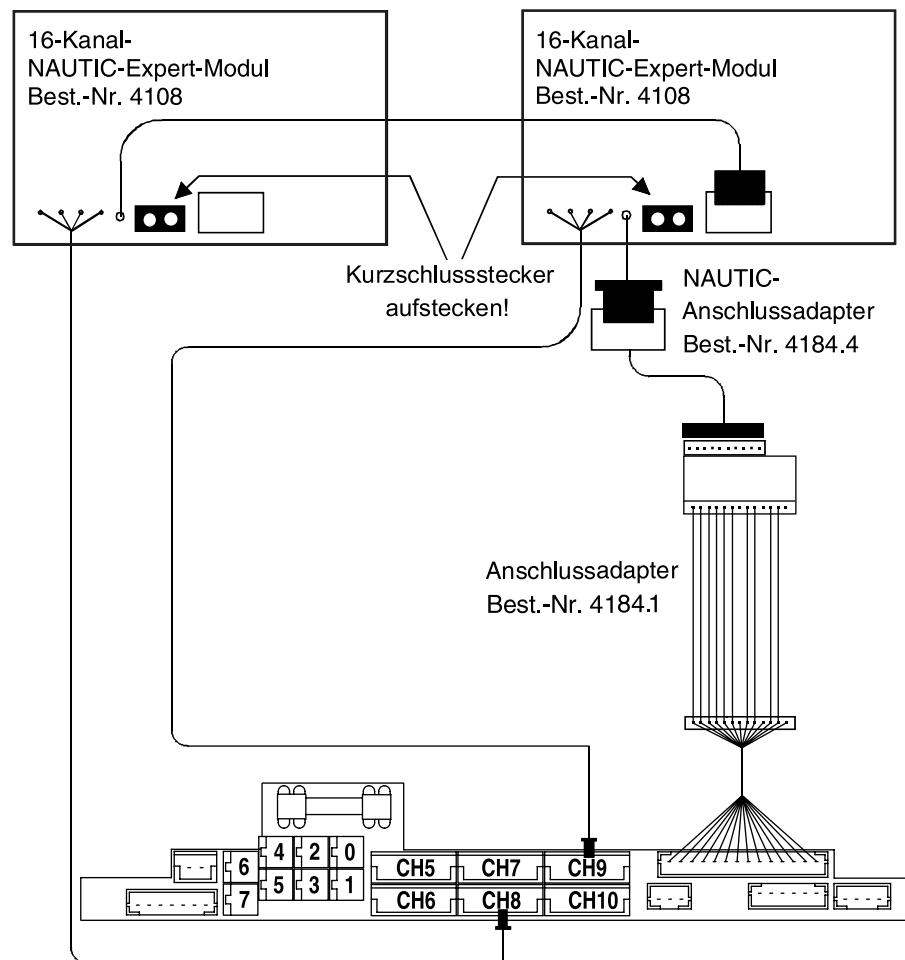 16-Kanal-
NAUTIC-Expert-Modul
Best.-Nr. 4108
16-Kanal-
NAUTIC-Expert-Modul
Best.-Nr. 4108
Kurzschlussstecker
aufstecken!
NAUTIC-
Anschlussadapter
Best.-Nr. 4184.4
Anschlussadapter
Best.-Nr. 4184.1
6 4 2 0
7 5 3 1
CH5 CH7 CH9
CH6 CH8 CH10